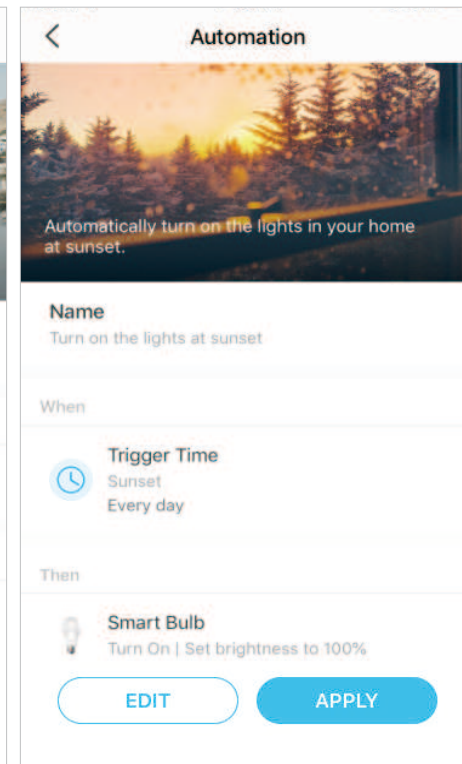 Automation
Automatically turn on the lights in your home
at sunset.
Name
Turn on the lights at sunset
When
Trigger Time
Sunset
Every day
Then
Smart Bulb
Turn On | Set brightness to 100%
EDIT
APPLY